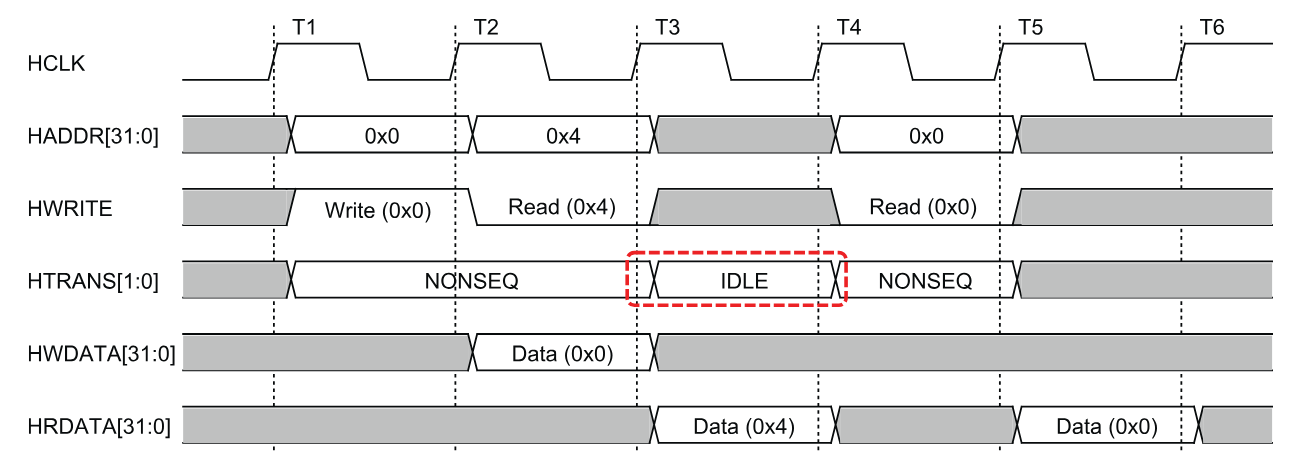 T1 T2 T3 T4 T5 T6
HCLK
HADDR[31:0] 0x0 0x4 0x0
HWRITE Write (0x0) Read (0x4) Read (0x0)
HTRANS[1:0] NONSEQ IDLE NONSEQ
HWDATA[31:0] Data (0x0)
HRDATA[31:0] Data (0x4) Data (0x0)